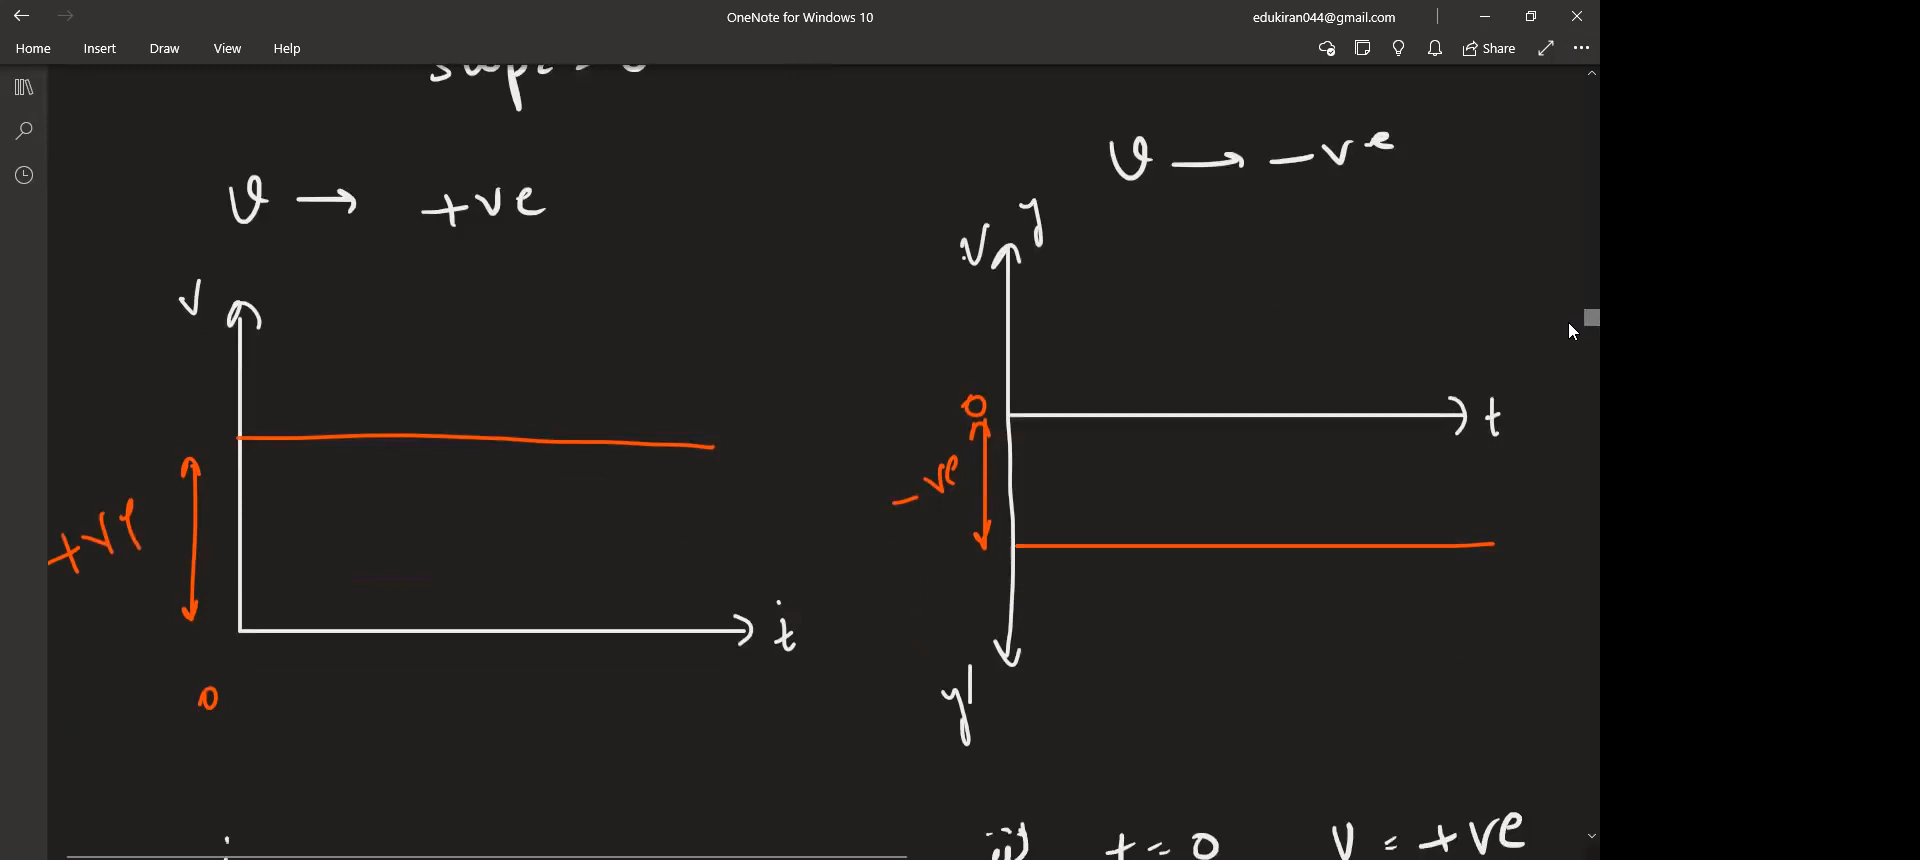 OneNote for Windows 10
edukiran044@gmail.com
Home Insert Draw View Help
Share
v → +ve
v → -ve
v
y
v
0
t
-ve
+ve
t
0
y'
ii) t = 0 v = +ve